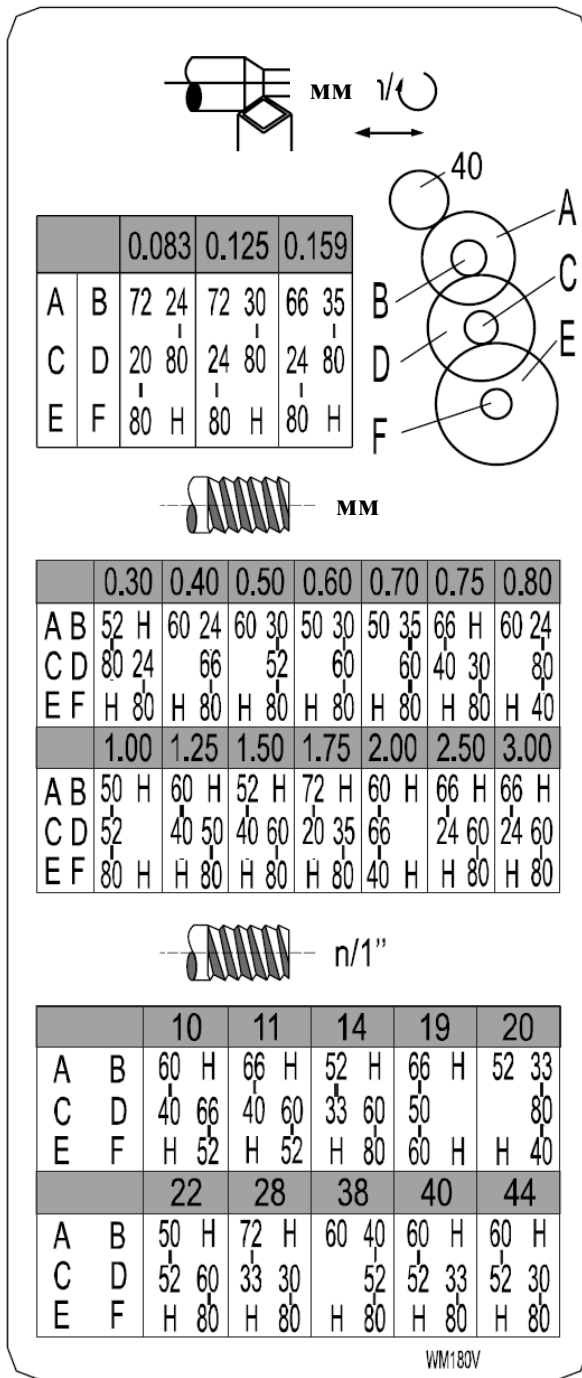 мм 1/
40
A
B
C
D
E
F
0.083 0.125 0.159
A B 72 24 72 30 66 35
C D 20 80 24 80 24 80
E F 80 H 80 H 80 H
мм
0.30 0.40 0.50 0.60 0.70 0.75 0.80
A B 52 H 60 24 60 30 50 30 50 35 66 H 60 24
C D 80 24 66 52 60 60 40 30 80
E F H 80 H 80 H 80 H 80 H 80 H 80 H 40
1.00 1.25 1.50 1.75 2.00 2.50 3.00
A B 50 H 60 H 52 H 72 H 60 H 66 H 66 H
C D 52 40 50 40 60 20 35 66 24 60 24 60
E F 80 H H 80 H 80 H 80 40 H H 80 H 80
n/1"
10 11 14 19 20
A B 60 H 66 H 52 H 66 H 52 33
C D 40 66 40 60 33 60 50 80
E F H 52 H 52 H 80 60 H H 40
22 28 38 40 44
A B 50 H 72 H 60 40 60 H 60 H
C D 52 60 33 30 52 52 33 52 30
E F H 80 H 80 H 80 H 80 H 80
WM180V